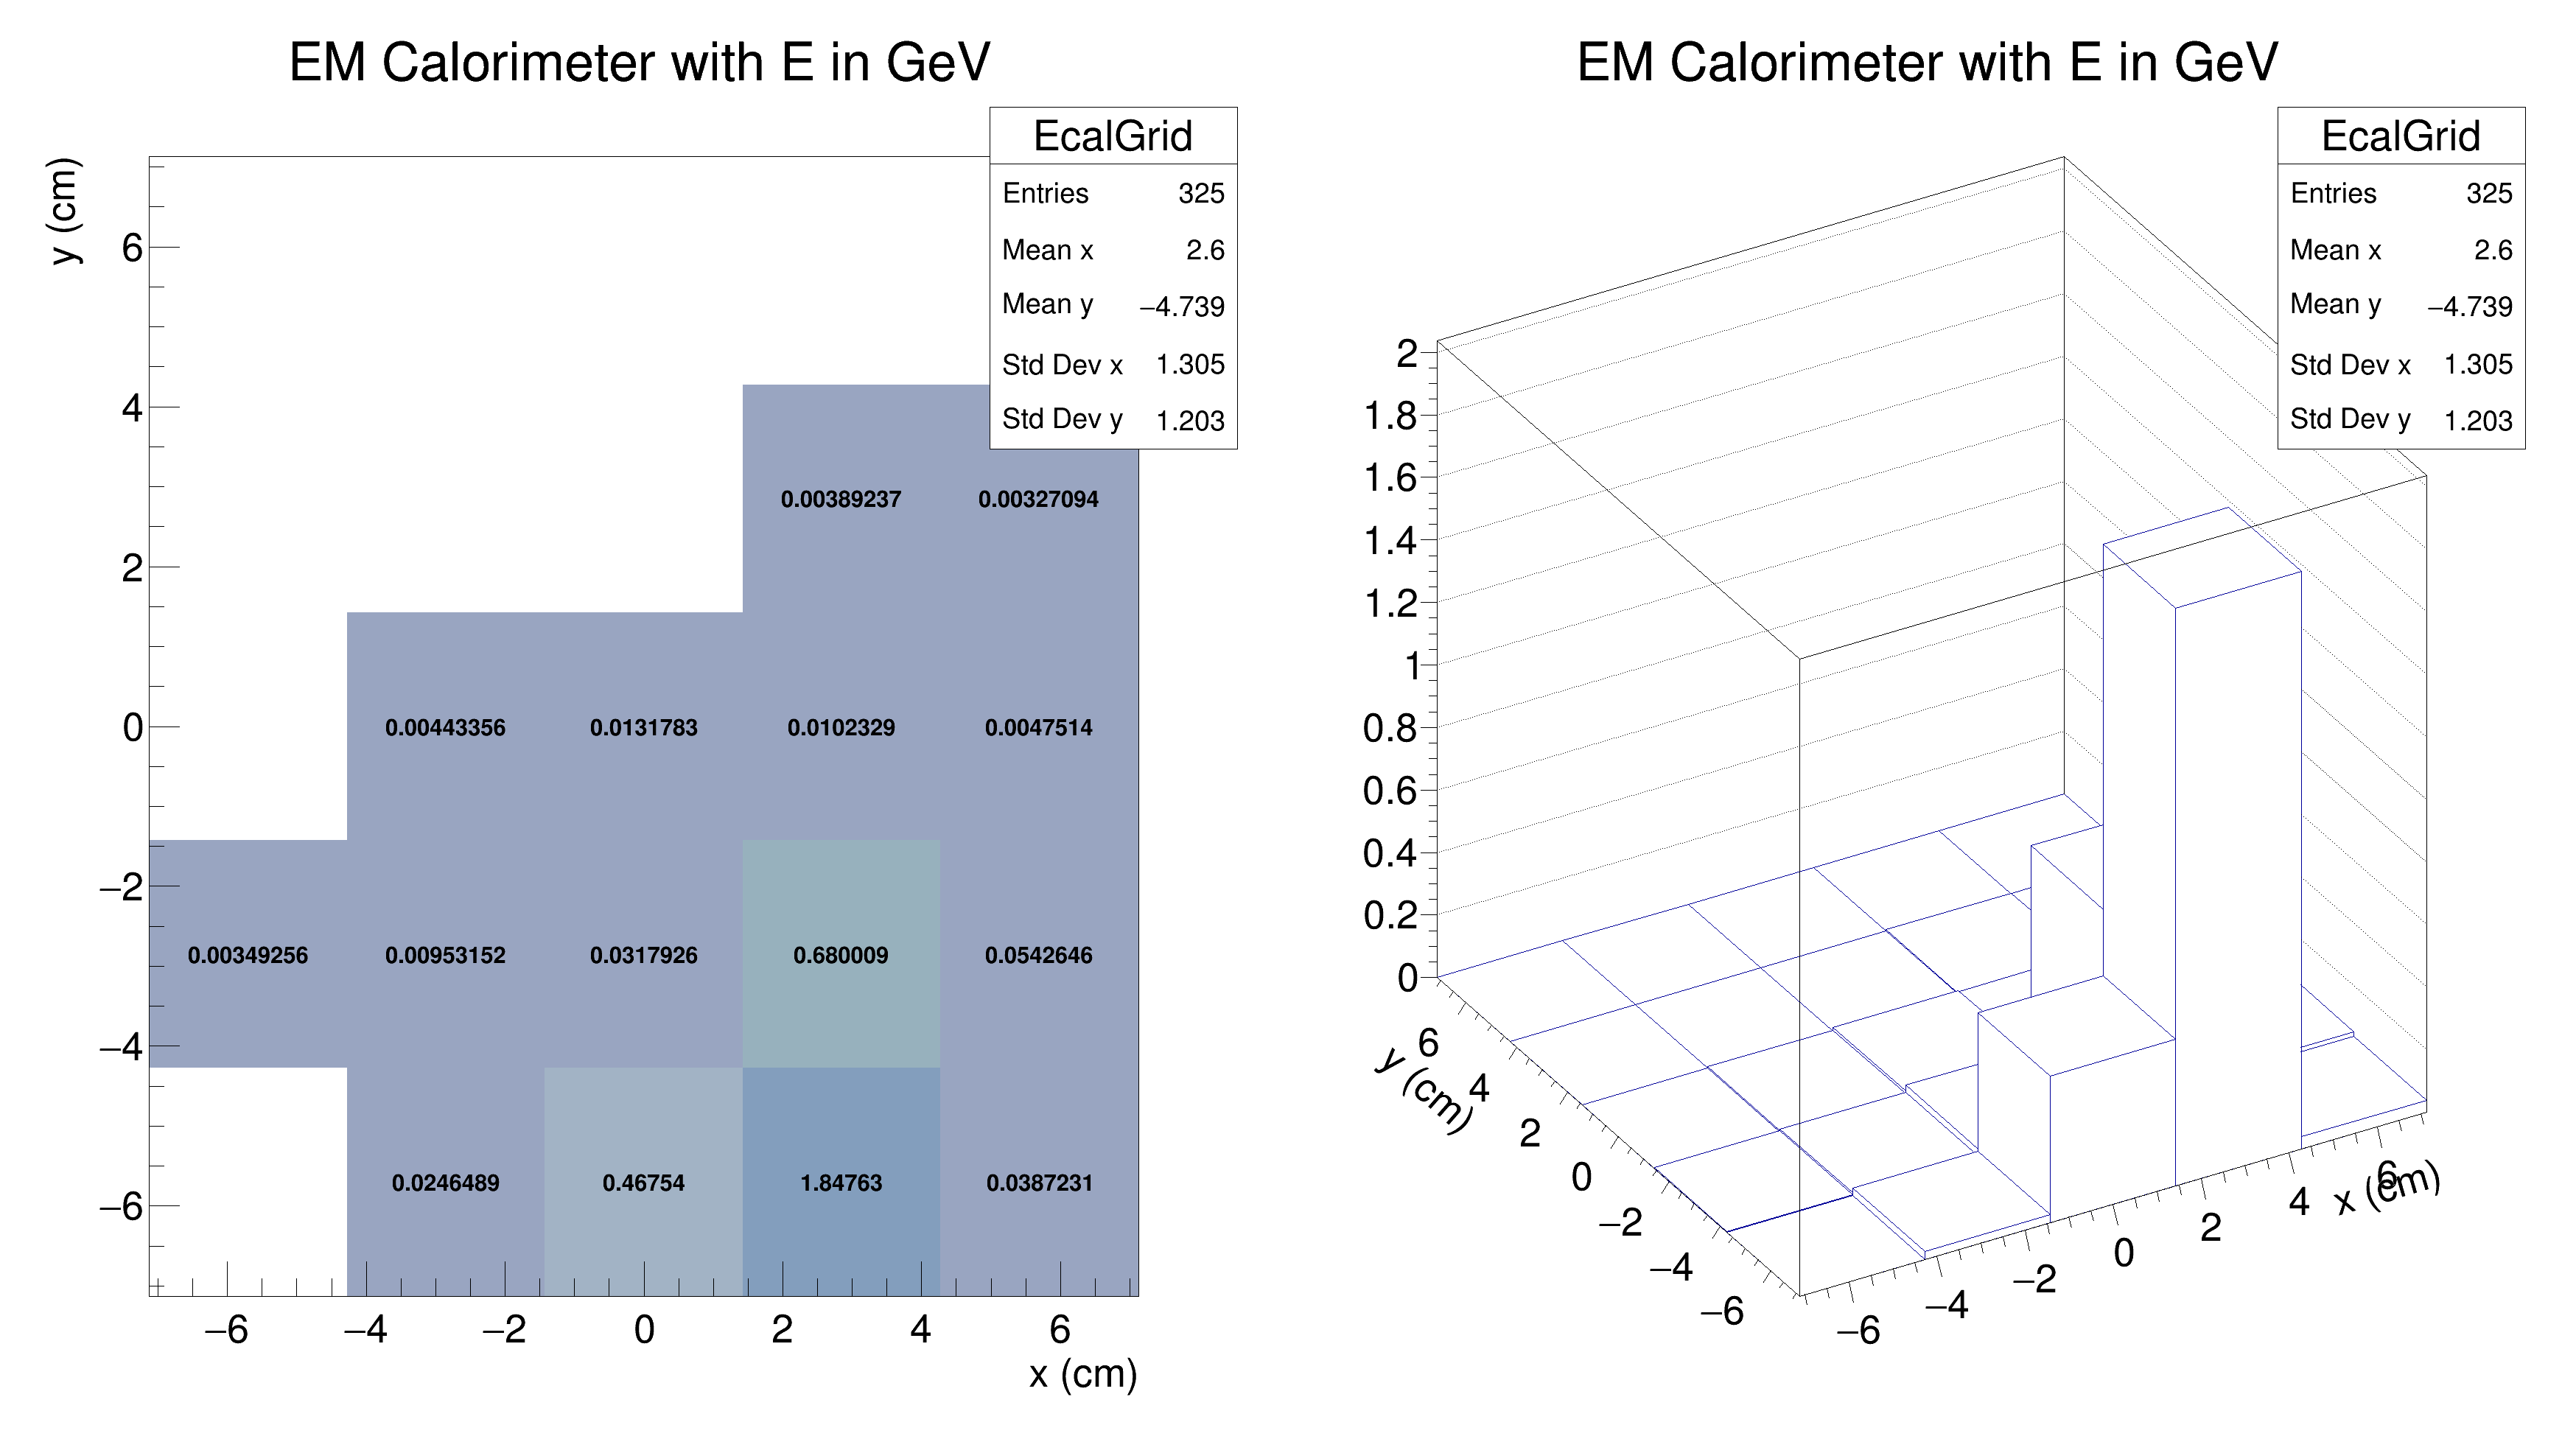 EM Calorimeter with E in GeV
EcalGrid
Entries 325
Mean x 2.6
Mean y −4.739
Std Dev x 1.305
Std Dev y 1.203
y (cm)
6
4
2
0
−2
−4
−6
0.00389237 0.00327094
0.00443356 0.0131783 0.0102329 0.0047514
0.00349256 0.00953152 0.0317926 0.680009 0.0542646
0.0246489 0.46754 1.84763 0.0387231
−6 −4 −2 0 2 4 6
x (cm)
EM Calorimeter with E in GeV
EcalGrid
Entries 325
Mean x 2.6
Mean y −4.739
Std Dev x 1.305
Std Dev y 1.203
2
1.8
1.6
1.4
1.2
1
0.8
0.6
0.4
0.2
0
6
4
2
0
−2
−4
−6
y (cm)
−6
−4
−2
0
2
4
6
x (cm)